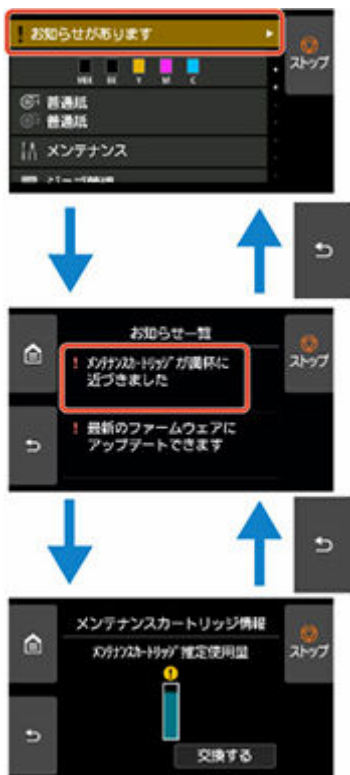 ! お知らせがあります
ストップ
MBK BK Y M C
普通紙
普通紙
メンテナンス
ジョブ管理
お知らせ一覧
ストップ
! メンテナンスカートリッジが満杯に
近づきました
! 最新のファームウェアに
アップデートできます
メンテナンスカートリッジ情報
ストップ
メンテナンスカートリッジ推定使用量
!
交換する